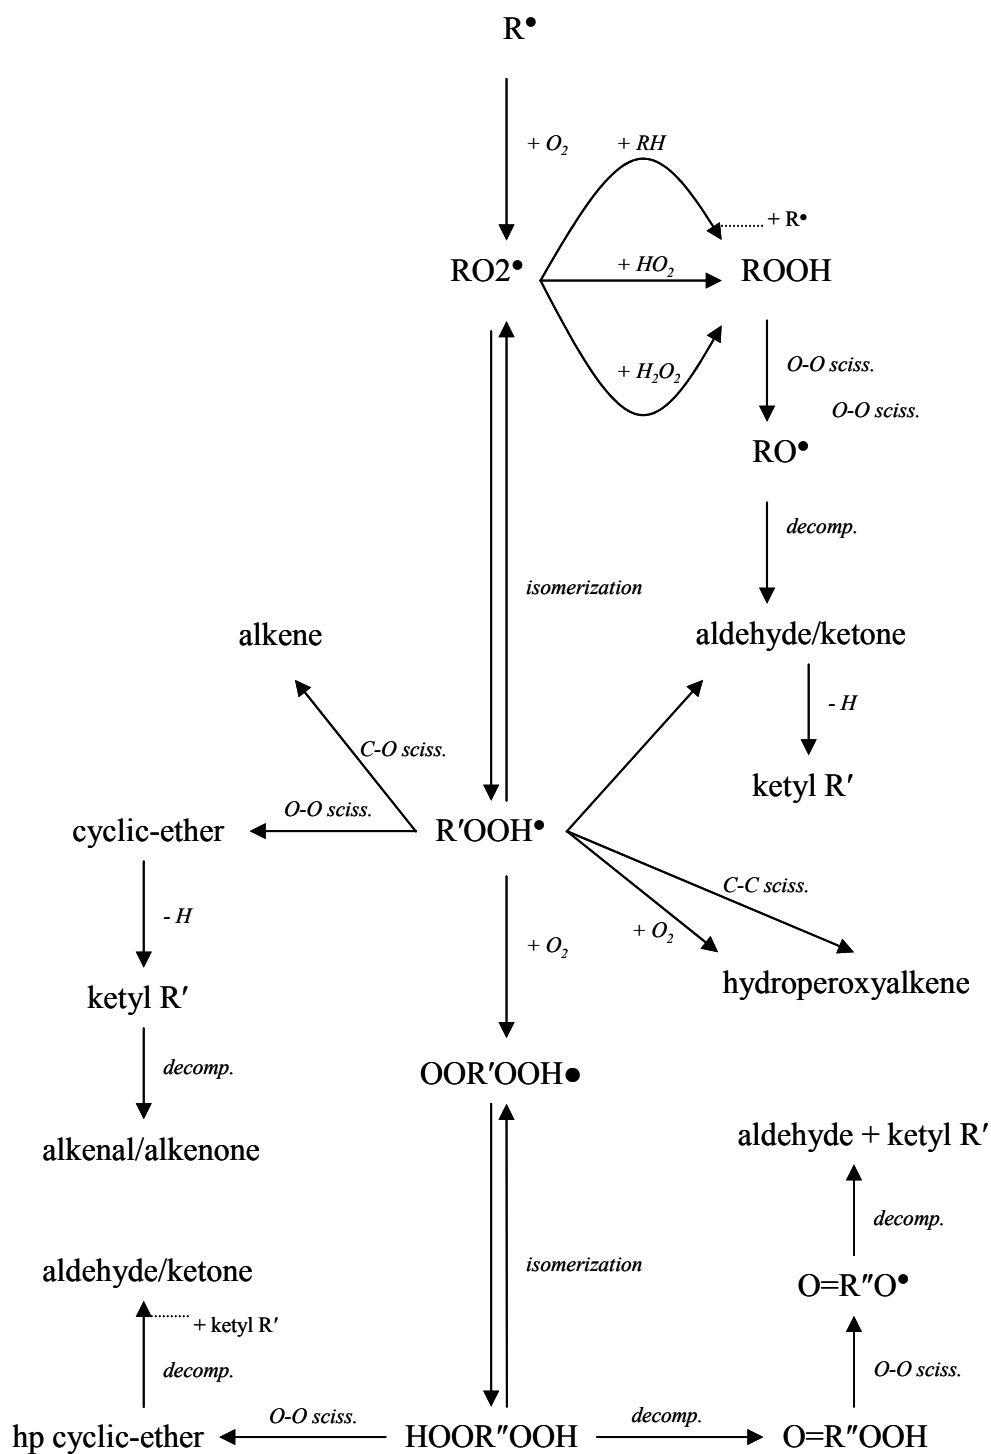 R•
+ O2
+ RH
+ R•
RO2•
+ HO2
ROOH
+ H2O2
O-O sciss.
O-O sciss.
RO•
decomp.
isomerization
alkene
aldehyde/ketone
- H
C-O sciss.
ketyl R′
O-O sciss.
cyclic-ether
R′OOH•
C-C sciss.
- H
+ O2
+ O2
hydroperoxyalkene
ketyl R′
decomp.
OOR′OOH•
alkenal/alkenone
aldehyde + ketyl R′
decomp.
isomerization
aldehyde/ketone
O=R″O•
+ ketyl R′
decomp.
O-O sciss.
O-O sciss.
decomp.
hp cyclic-ether
HOOR″OOH
O=R″OOH